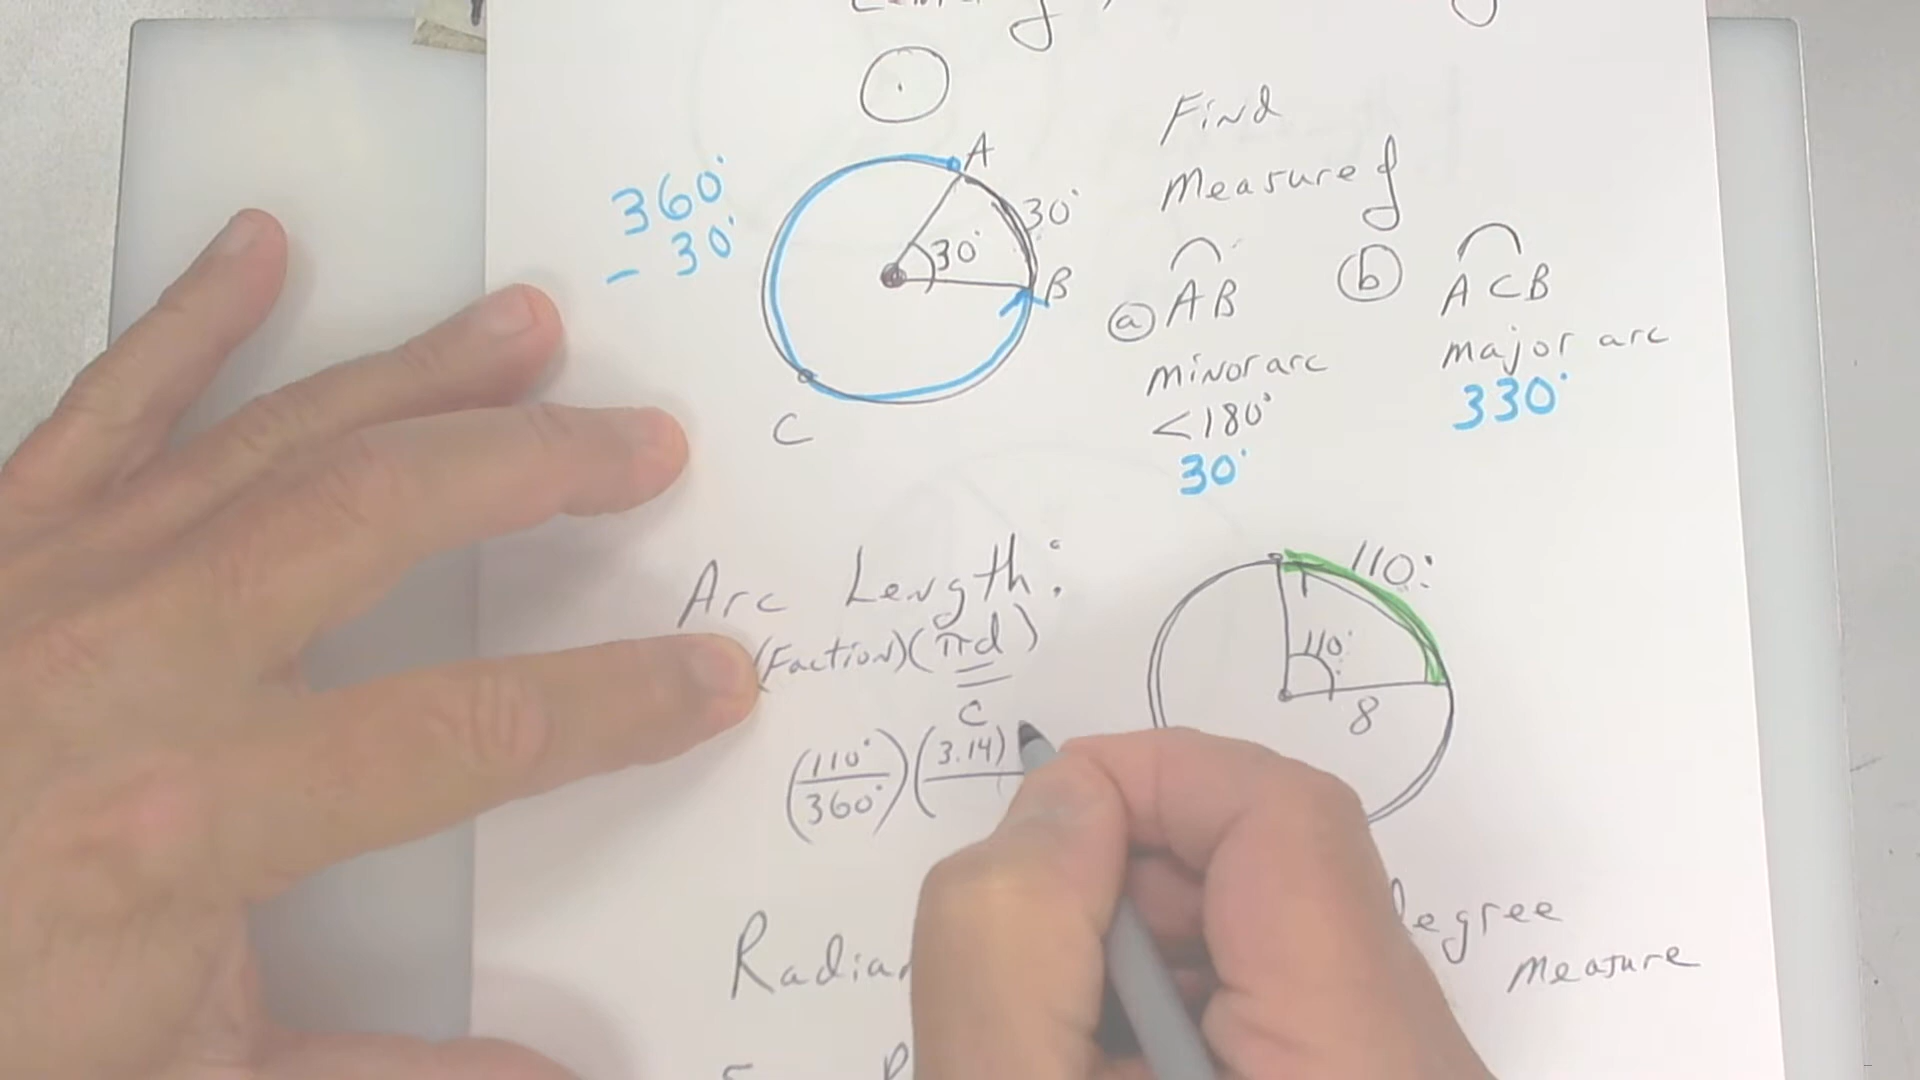 360°
- 30°
A
30°
30°
B
C
Find
Measure of
(a) AB
minor arc
<180°
30°
(b) ACB
major arc
330°
Arc Length:
(Faction)(πd)
C
(110°/360°)(3.14)
110°
110°
8
Degree
Measure